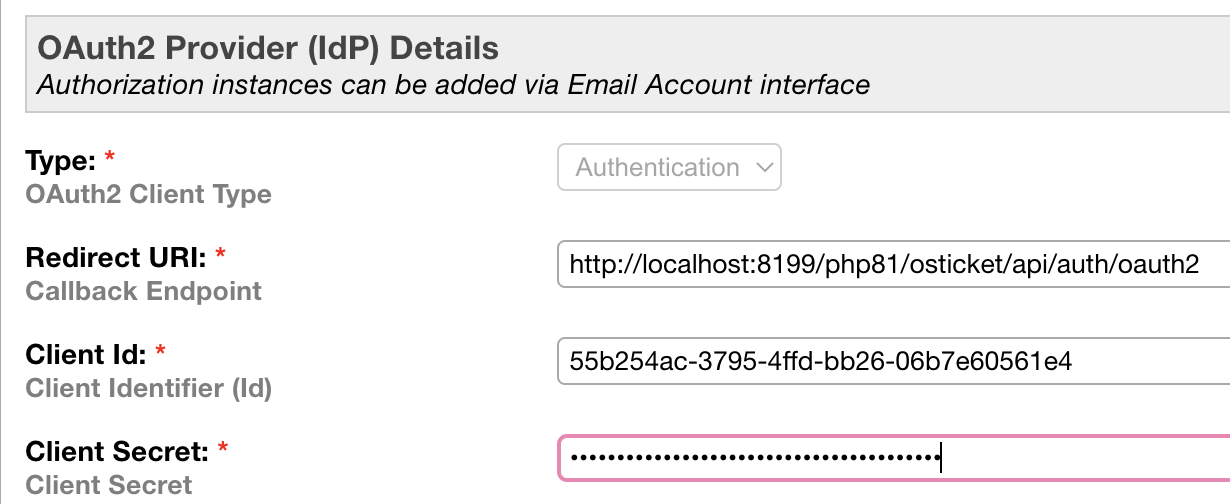 OAuth2 Provider (IdP) Details
Authorization instances can be added via Email Account interface
Type: *
Authentication
OAuth2 Client Type
Redirect URI: *
http://localhost:8199/php81/osticket/api/auth/oauth2
Callback Endpoint
Client Id: *
55b254ac-3795-4ffd-bb26-06b7e60561e4
Client Identifier (Id)
Client Secret: *
••••••••••••••••••••••••••••••••••••••••
Client Secret